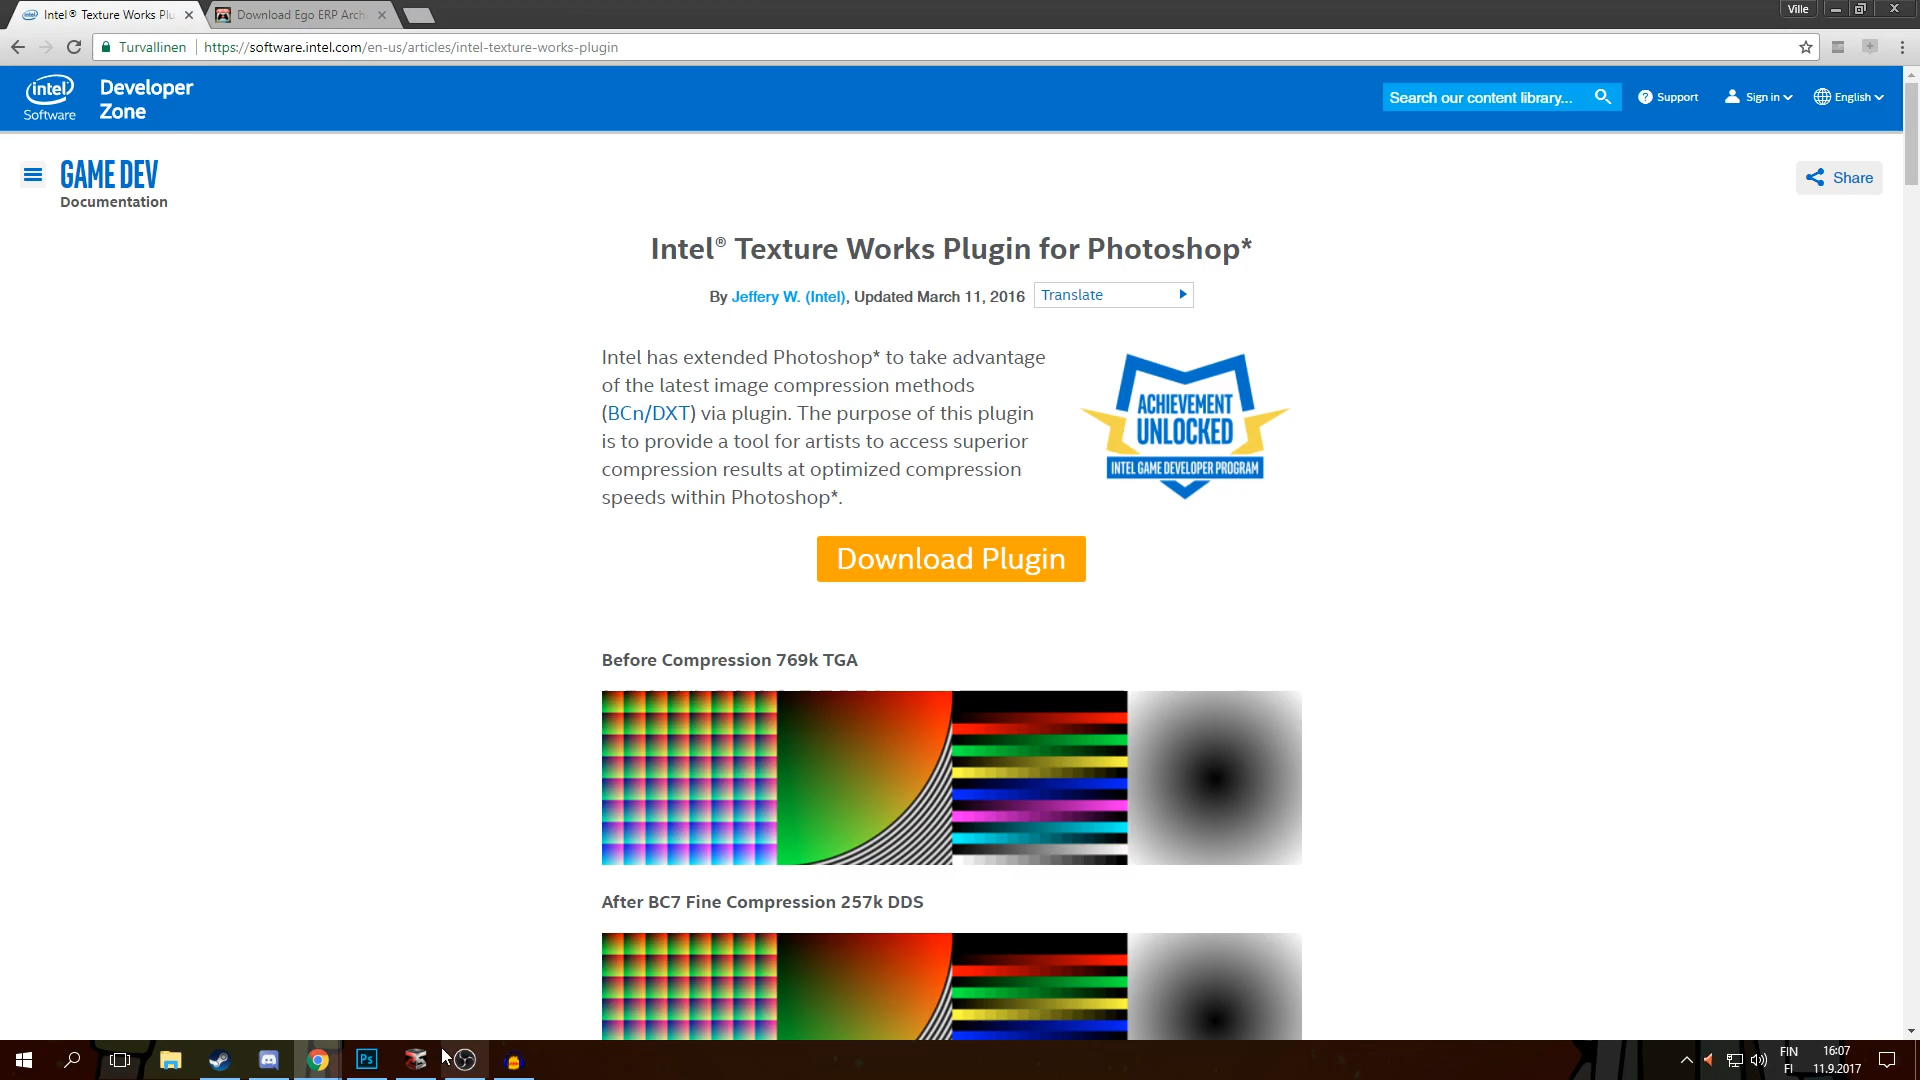 Intel® Texture Works Plu
Download Ego ERP Arch
Ville
Turvallinen
https://software.intel.com/en-us/articles/intel-texture-works-plugin
intel
Software
Developer
Zone
Search our content library...
Support
Sign in
English
GAME DEV
Documentation
Share
Intel® Texture Works Plugin for Photoshop*
By Jeffery W. (Intel), Updated March 11, 2016
Translate
Intel has extended Photoshop* to take advantage
of the latest image compression methods
(BCn/DXT) via plugin. The purpose of this plugin
is to provide a tool for artists to access superior
compression results at optimized compression
speeds within Photoshop*.
ACHIEVEMENT
UNLOCKED
INTEL GAME DEVELOPER PROGRAM
Download Plugin
Before Compression 769k TGA
After BC7 Fine Compression 257k DDS
Ps
FIN
FI
16:07
11.9.2017